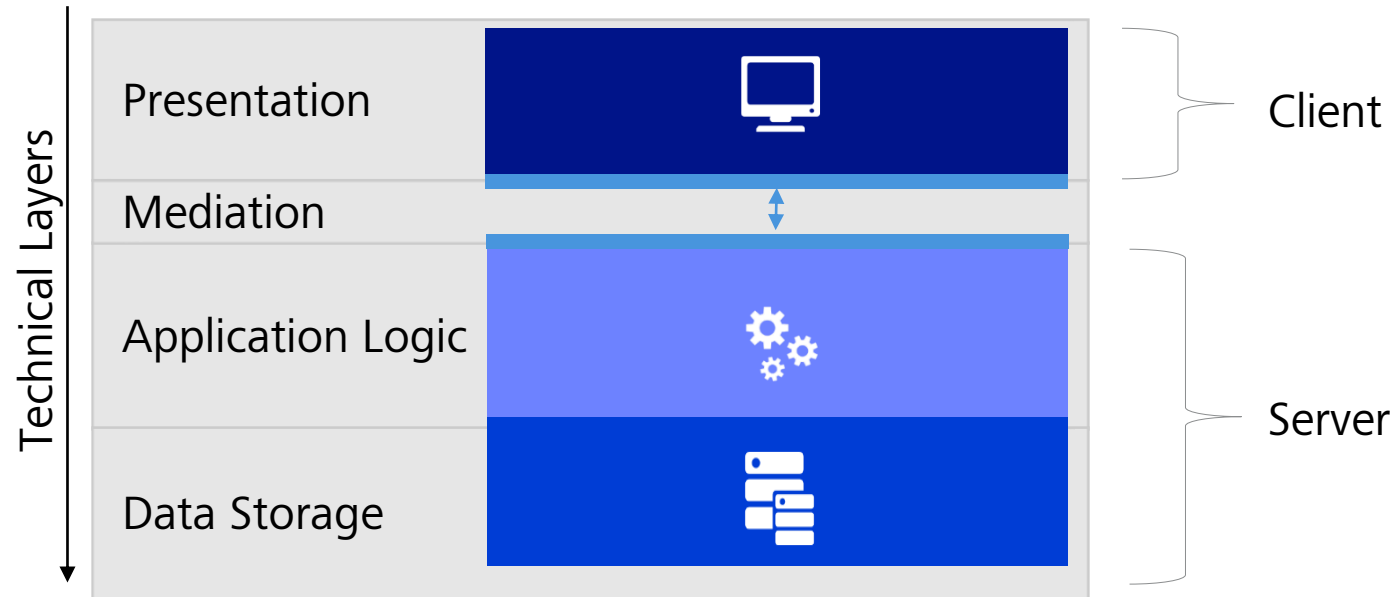 Technical Layers
Presentation
Client
Mediation
Application Logic
Server
Data Storage